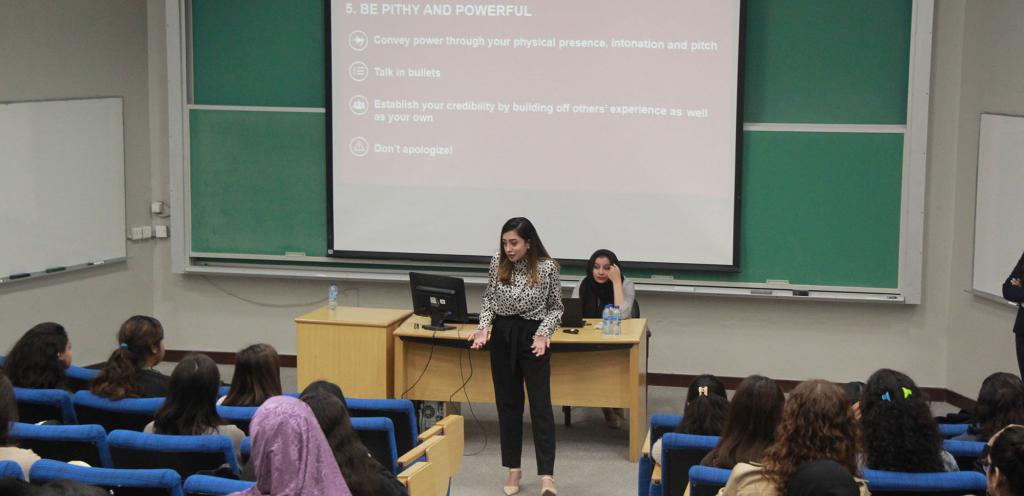 5. BE PITHY AND POWERFUL
Convey power through your physical presence, intonation and pitch
Talk in bullets
Establish your credibility by building off others' experience as well
as your own
Don't apologize!